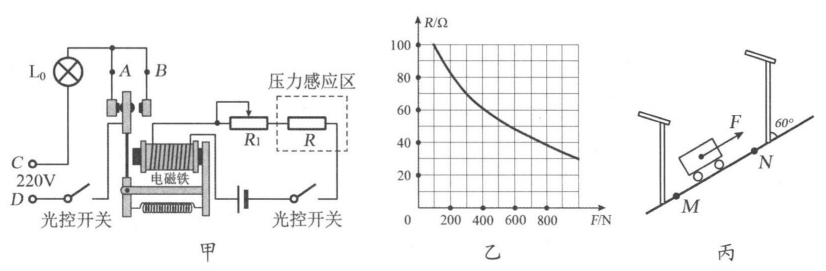 L₀
A
B
压力感应区
R₁
R
C
220V
D
电磁铁
光控开关
光控开关
甲
R/Ω
100
80
60
40
20
0
200
400
600
800
F/N
乙
F
60°
N
M
丙